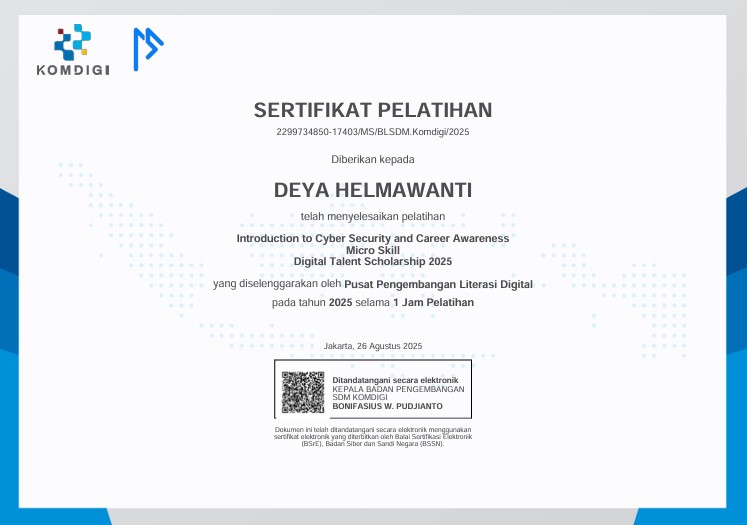 KOMDIGI
SERTIFIKAT PELATIHAN
2299734850-17403/MS/BLSDM.Komdigi/2025
Diberikan kepada
DEYA HELMAWANTI
telah menyelesaikan pelatihan
Introduction to Cyber Security and Career Awareness
Micro Skill
Digital Talent Scholarship 2025
yang diselenggarakan oleh Pusat Pengembangan Literasi Digital
pada tahun 2025 selama 1 Jam Pelatihan
Jakarta, 26 Agustus 2025
Ditandatangani secara elektronik
KEPALA BADAN PENGEMBANGAN
SDM KOMDIGI
BONIFASIUS W. PUDJIANTO
Dokumen ini telah ditandatangani secara elektronik menggunakan
sertifikat elektronik yang diterbitkan oleh Balai Sertifikasi Elektronik
(BSrE), Badan Siber dan Sandi Negara (BSSN).